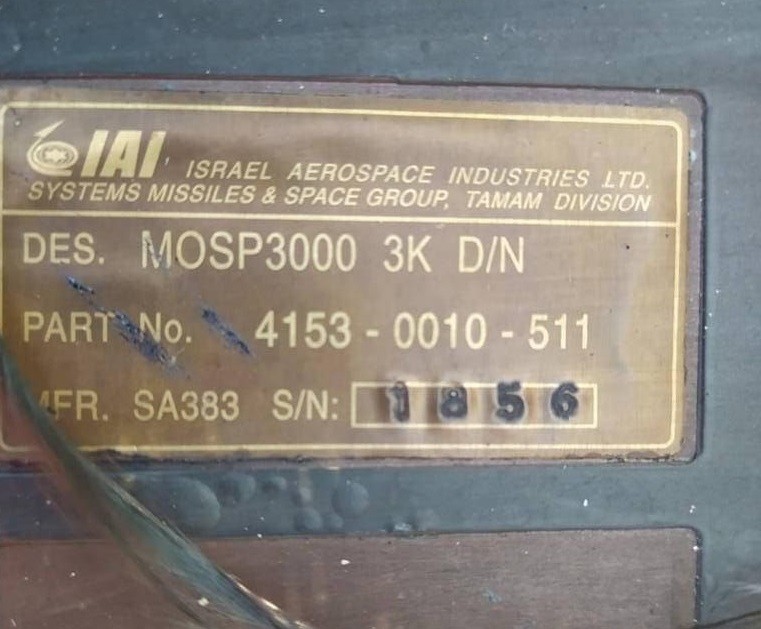 IAI ISRAEL AEROSPACE INDUSTRIES LTD.
SYSTEMS MISSILES & SPACE GROUP, TAMAM DIVISION
DES. MOSP3000 3K D/N
PART No. 4153-0010-511
MFR. SA383 S/N: 1856